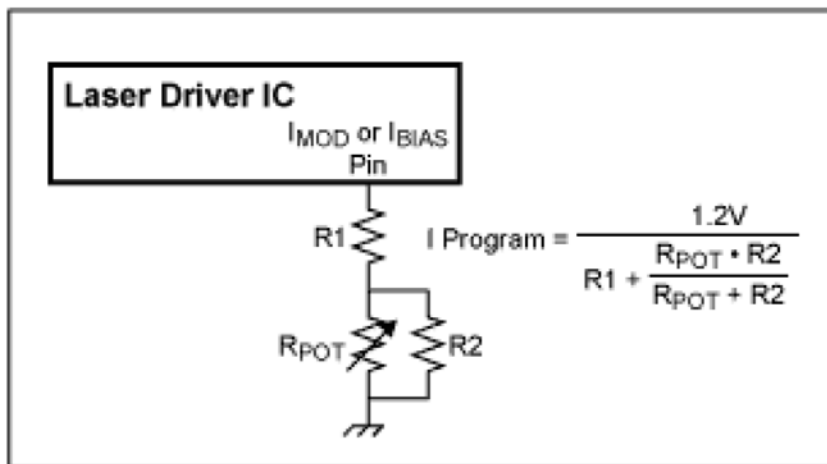 Laser Driver IC
IMOD or IBIAS
Pin
R1
I Program = 1.2V
R1 + RPOT • R2
RPOT + R2
RPOT
R2